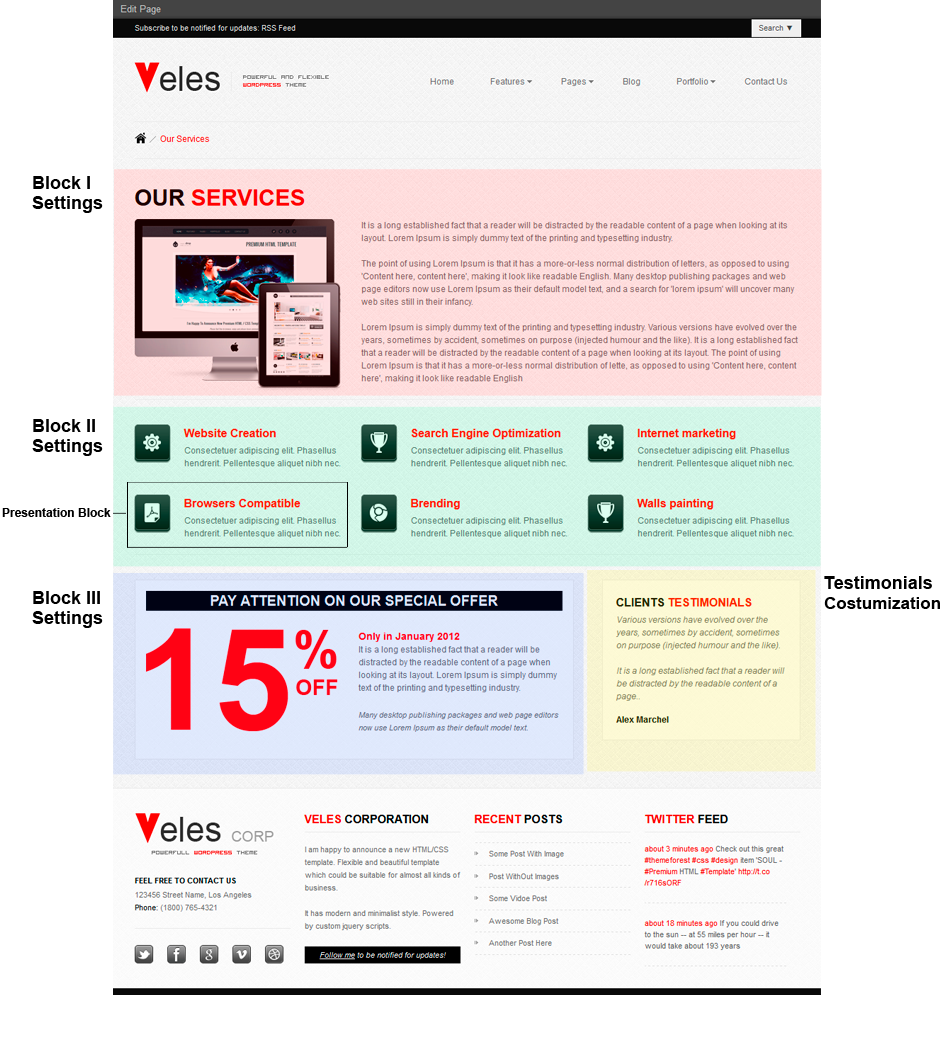 Edit Page
Subscribe to be notified for updates: RSS Feed
Search ▼
Veles
POWERFUL AND FLEXIBLE
WORDPRESS THEME
Home Features Pages Blog Portfolio Contact Us
/ Our Services
Block I
Settings
OUR SERVICES
PREMIUM HTML TEMPLATE
It is a long established fact that a reader will be distracted by the readable content of a page when looking at its
layout. Lorem Ipsum is simply dummy text of the printing and typesetting industry.
The point of using Lorem Ipsum is that it has a more-or-less normal distribution of letters, as opposed to using
'Content here, content here', making it look like readable English. Many desktop publishing packages and web
page editors now use Lorem Ipsum as their default model text, and a search for 'lorem ipsum' will uncover many
web sites still in their infancy.
Lorem Ipsum is simply dummy text of the printing and typesetting industry. Various versions have evolved over the
years, sometimes by accident, sometimes on purpose (injected humour and the like). It is a long established fact
that a reader will be distracted by the readable content of a page when looking at its layout. The point of using
Lorem Ipsum is that it has a more-or-less normal distribution of lette, as opposed to using 'Content here, content
here', making it look like readable English
Block II
Settings
Website Creation
Consectetuer adipiscing elit. Phasellus
hendrerit. Pellentesque aliquet nibh nec.
Search Engine Optimization
Consectetuer adipiscing elit. Phasellus
hendrerit. Pellentesque aliquet nibh nec.
Internet marketing
Consectetuer adipiscing elit. Phasellus
hendrerit. Pellentesque aliquet nibh nec.
Presentation Block
Browsers Compatible
Consectetuer adipiscing elit. Phasellus
hendrerit. Pellentesque aliquet nibh nec.
Brending
Consectetuer adipiscing elit. Phasellus
hendrerit. Pellentesque aliquet nibh nec.
Walls painting
Consectetuer adipiscing elit. Phasellus
hendrerit. Pellentesque aliquet nibh nec.
Block III
Settings
PAY ATTENTION ON OUR SPECIAL OFFER
15%
OFF
Only in January 2012
It is a long established fact that a reader will be
distracted by the readable content of a page when
looking at its layout. Lorem Ipsum is simply dummy
text of the printing and typesetting industry.
Many desktop publishing packages and web page editors
now use Lorem Ipsum as their default model text.
Testimonials
Costumization
CLIENTS TESTIMONIALS
Various versions have evolved over the
years, sometimes by accident, sometimes
on purpose (injected humour and the like).
It is a long established fact that a reader will
be distracted by the readable content of a
page..
Alex Marchel
Veles CORP
POWERFULL WORDPRESS THEME
FEEL FREE TO CONTACT US
123456 Street Name, Los Angeles
Phone: (1800) 765-4321
VELES CORPORATION
I am happy to announce a new HTML/CSS
template. Flexible and beautiful template
which could be suitable for almost all kinds of
business.
It has modern and minimalist style. Powered
by custom jquery scripts.
Follow me to be notified for updates!
RECENT POSTS
Some Post With Image
Post WithOut Images
Some Vidoe Post
Awesome Blog Post
Another Post Here
TWITTER FEED
about 3 minutes ago Check out this great
#themeforest #css #design item 'SOUL -
#Premium HTML #Template' http://t.co
/r716sORF
about 18 minutes ago If you could drive
to the sun -- at 55 miles per hour -- it
would take about 193 years